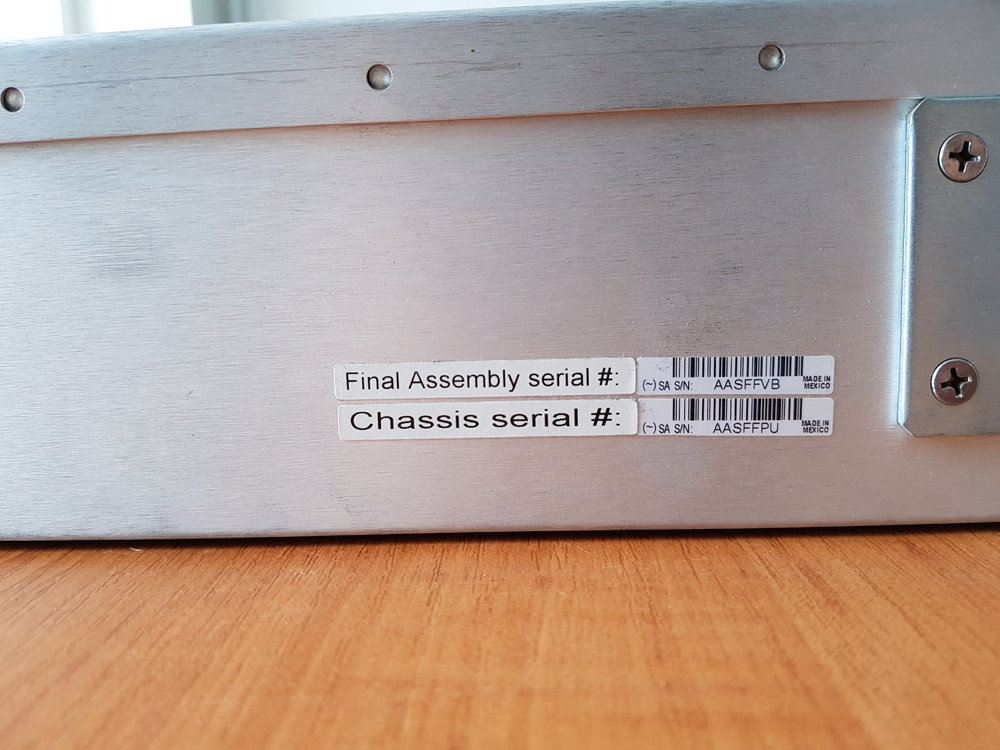 Final Assembly serial #:
(~) SA S/N: AASFFVB MADE IN MEXICO
Chassis serial #:
(~) SA S/N: AASFFPU MADE IN MEXICO